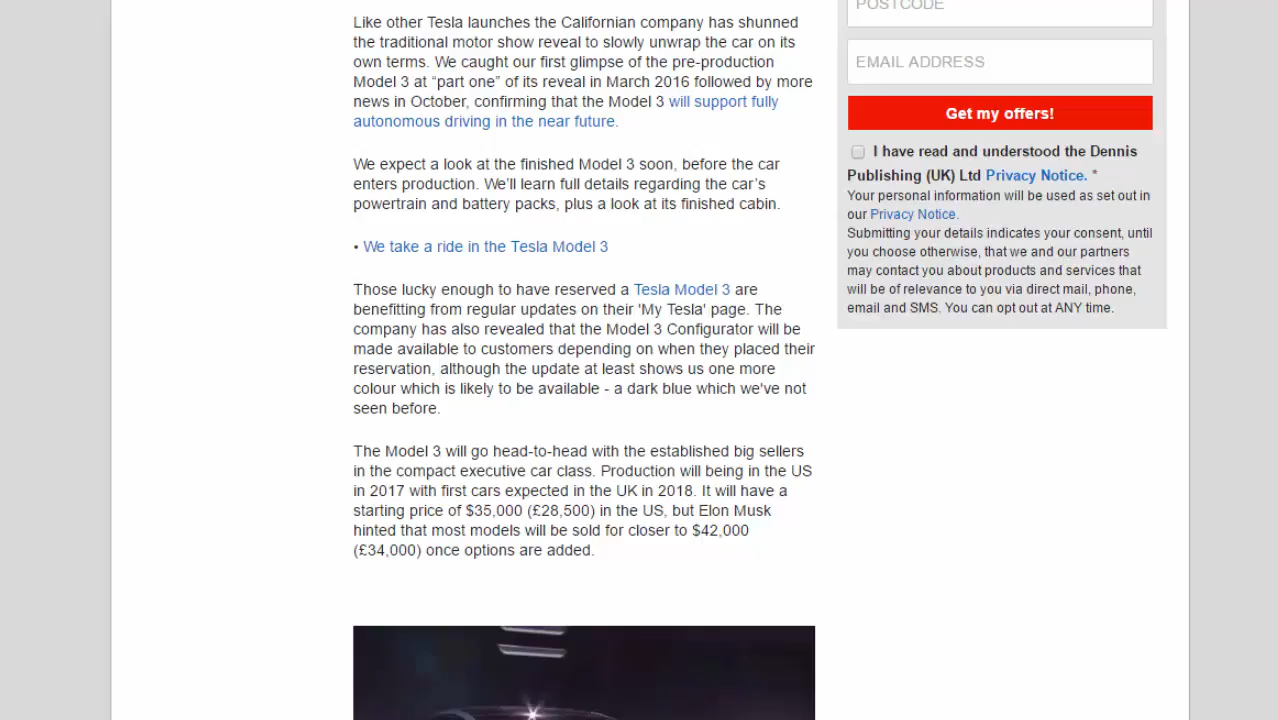 Like other Tesla launches the Californian company has shunned
the traditional motor show reveal to slowly unwrap the car on its
own terms. We caught our first glimpse of the pre-production
Model 3 at “part one” of its reveal in March 2016 followed by more
news in October, confirming that the Model 3 will support fully
autonomous driving in the near future.
We expect a look at the finished Model 3 soon, before the car
enters production. We’ll learn full details regarding the car’s
powertrain and battery packs, plus a look at its finished cabin.
• We take a ride in the Tesla Model 3
Those lucky enough to have reserved a Tesla Model 3 are
benefitting from regular updates on their 'My Tesla' page. The
company has also revealed that the Model 3 Configurator will be
made available to customers depending on when they placed their
reservation, although the update at least shows us one more
colour which is likely to be available - a dark blue which we've not
seen before.
The Model 3 will go head-to-head with the established big sellers
in the compact executive car class. Production will being in the US
in 2017 with first cars expected in the UK in 2018. It will have a
starting price of $35,000 (£28,500) in the US, but Elon Musk
hinted that most models will be sold for closer to $42,000
(£34,000) once options are added.
POSTCODE
EMAIL ADDRESS
Get my offers!
I have read and understood the Dennis
Publishing (UK) Ltd Privacy Notice. *
Your personal information will be used as set out in
our Privacy Notice.
Submitting your details indicates your consent, until
you choose otherwise, that we and our partners
may contact you about products and services that
will be of relevance to you via direct mail, phone,
email and SMS. You can opt out at ANY time.